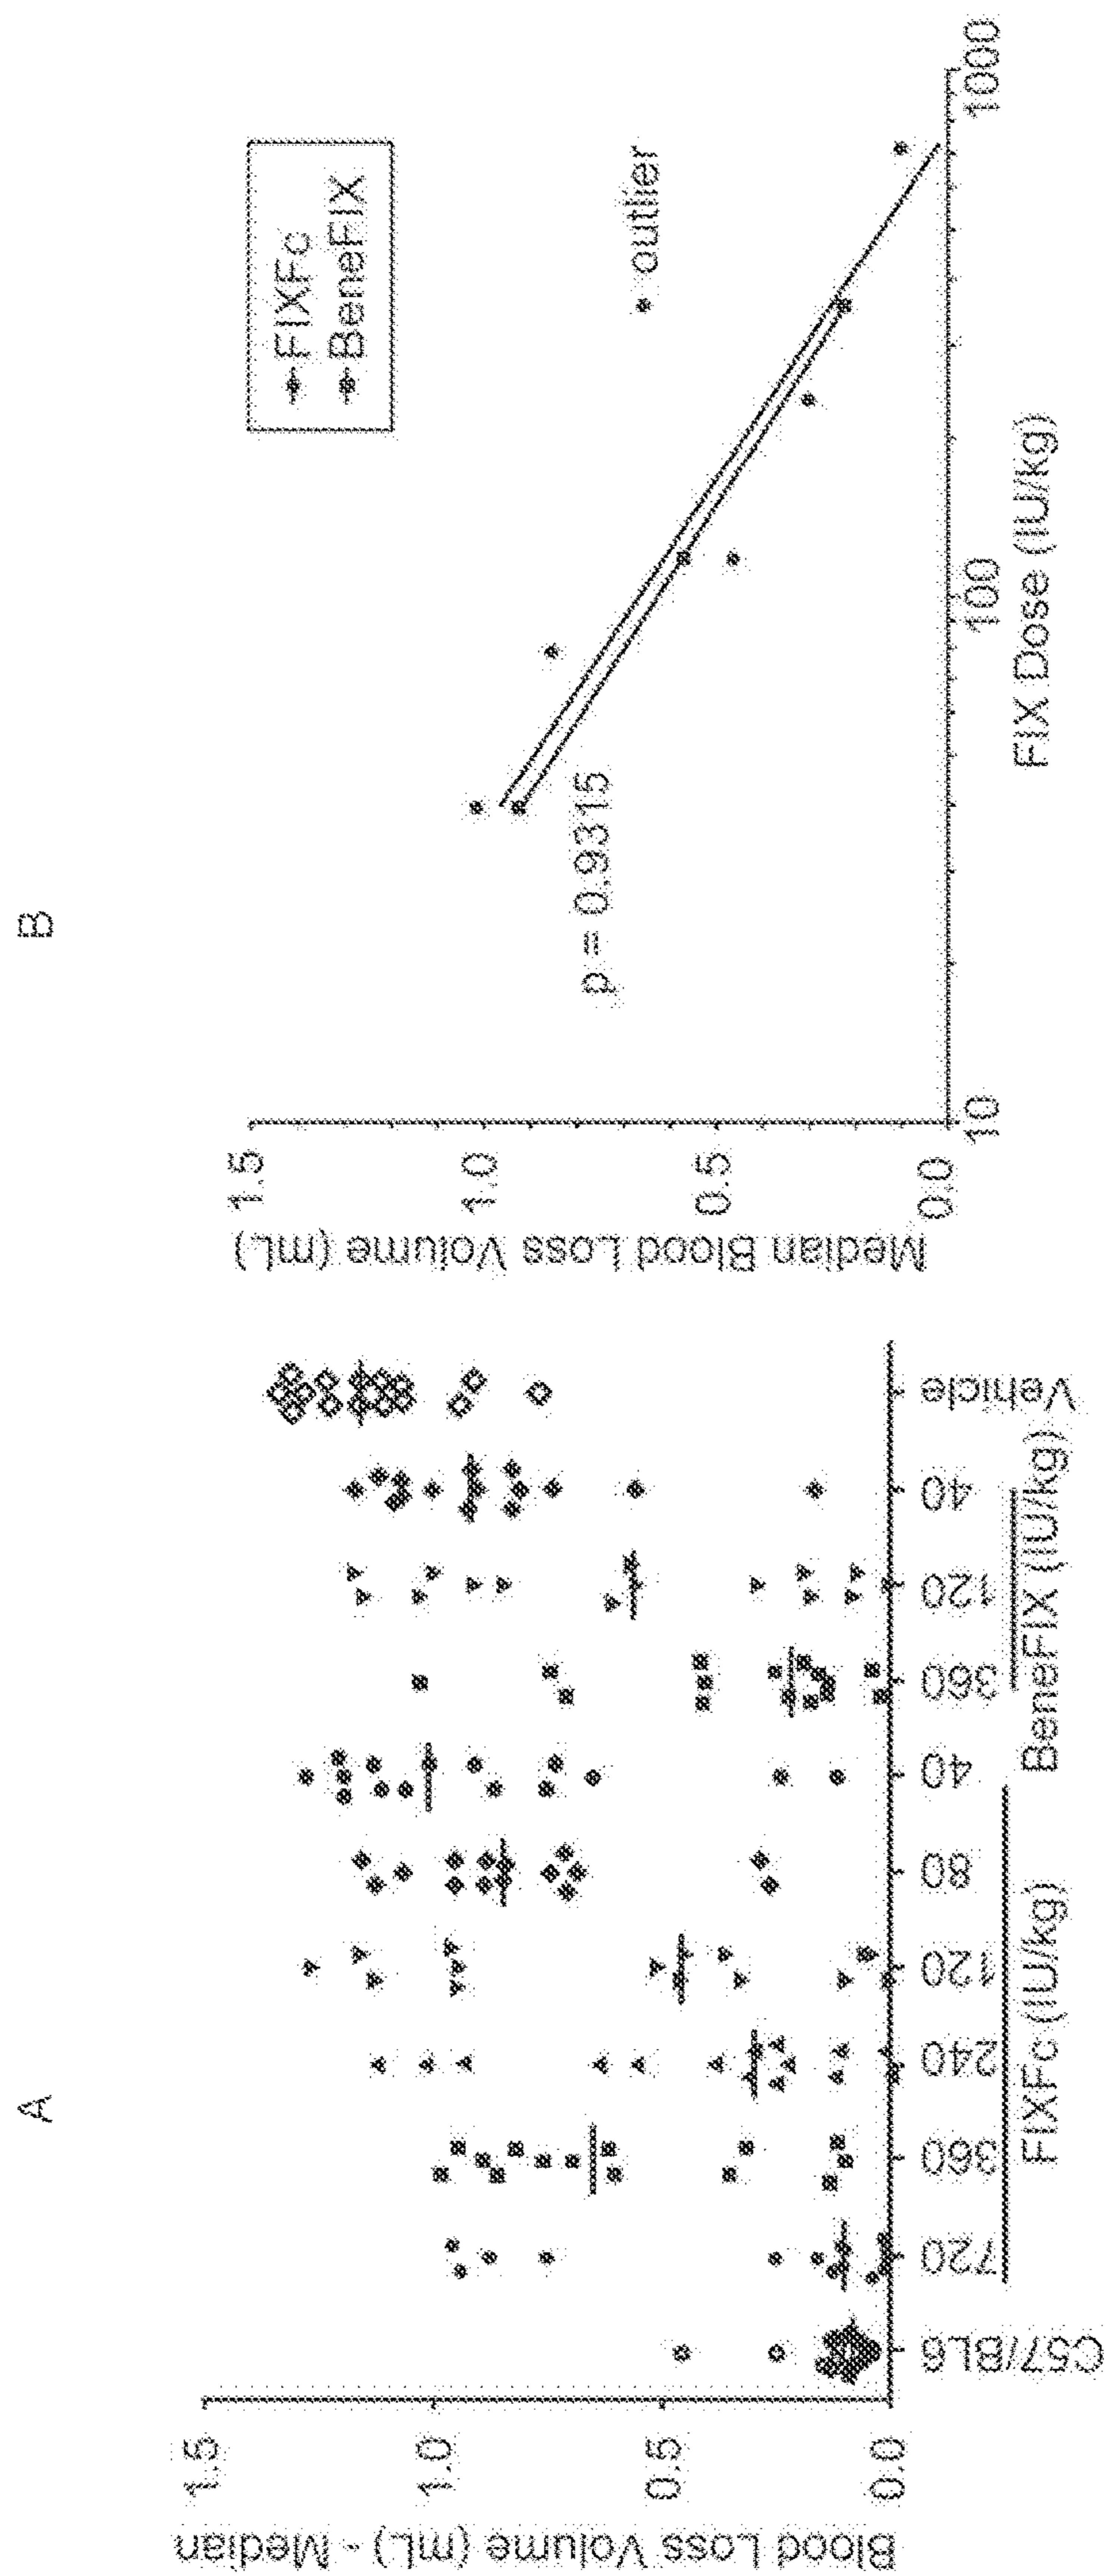 A
Blood Loss Volume (mL) - Median
1.5
1.0
0.5
0.0
C57/BL6
720
360
240
120
80
40
360
120
40
Vehicle
FIXFc (IU/kg)
BeneFIX (IU/kg)
B
Median Blood Loss Volume (mL)
1.5
1.0
0.5
0.0
FIXFc
BeneFIX
outlier
p = 0.9315
10
100
1000
FIX Dose (IU/kg)